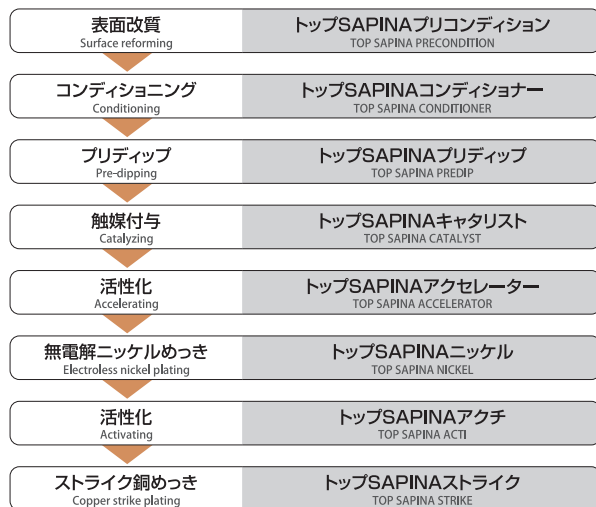 表面改質
Surface reforming
トップSAPINAプリコンディション
TOP SAPINA PRECONDITION
コンディショニング
Conditioning
トップSAPINAコンディショナー
TOP SAPINA CONDITIONER
プリディップ
Pre-dipping
トップSAPINAプリディップ
TOP SAPINA PREDIP
触媒付与
Catalyzing
トップSAPINAキャタリスト
TOP SAPINA CATALYST
活性化
Accelerating
トップSAPINAアクセレーター
TOP SAPINA ACCELERATOR
無電解ニッケルめっき
Electroless nickel plating
トップSAPINAニッケル
TOP SAPINA NICKEL
活性化
Activating
トップSAPINAアクチ
TOP SAPINA ACTI
ストライク銅めっき
Copper strike plating
トップSAPINAストライク
TOP SAPINA STRIKE